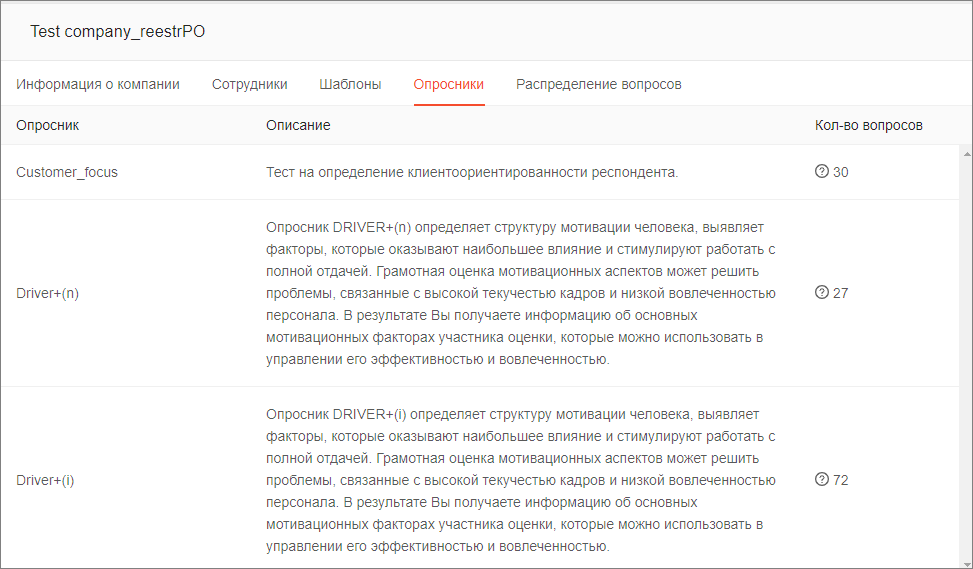 Test company_reestrPO
Информация о компании Сотрудники Шаблоны Опросники Распределение вопросов
Опросник Описание Кол-во вопросов
Customer_focus Тест на определение клиентоориентированности респондента. 30
Опросник DRIVER+(n) определяет структуру мотивации человека, выявляет
факторы, которые оказывают наибольшее влияние и стимулируют работать с
полной отдачей. Грамотная оценка мотивационных аспектов может решить
Driver+(n) проблемы, связанные с высокой текучестью кадров и низкой вовлеченностью 27
персонала. В результате Вы получаете информацию об основных
мотивационных факторах участника оценки, которые можно использовать в
управлении его эффективностью и вовлеченностью.
Опросник DRIVER+(i) определяет структуру мотивации человека, выявляет
факторы, которые оказывают наибольшее влияние и стимулируют работать с
полной отдачей. Грамотная оценка мотивационных аспектов может решить
Driver+(i) проблемы, связанные с высокой текучестью кадров и низкой вовлеченностью 72
персонала. В результате Вы получаете информацию об основных
мотивационных факторах участника оценки, которые можно использовать в
управлении его эффективностью и вовлеченностью.